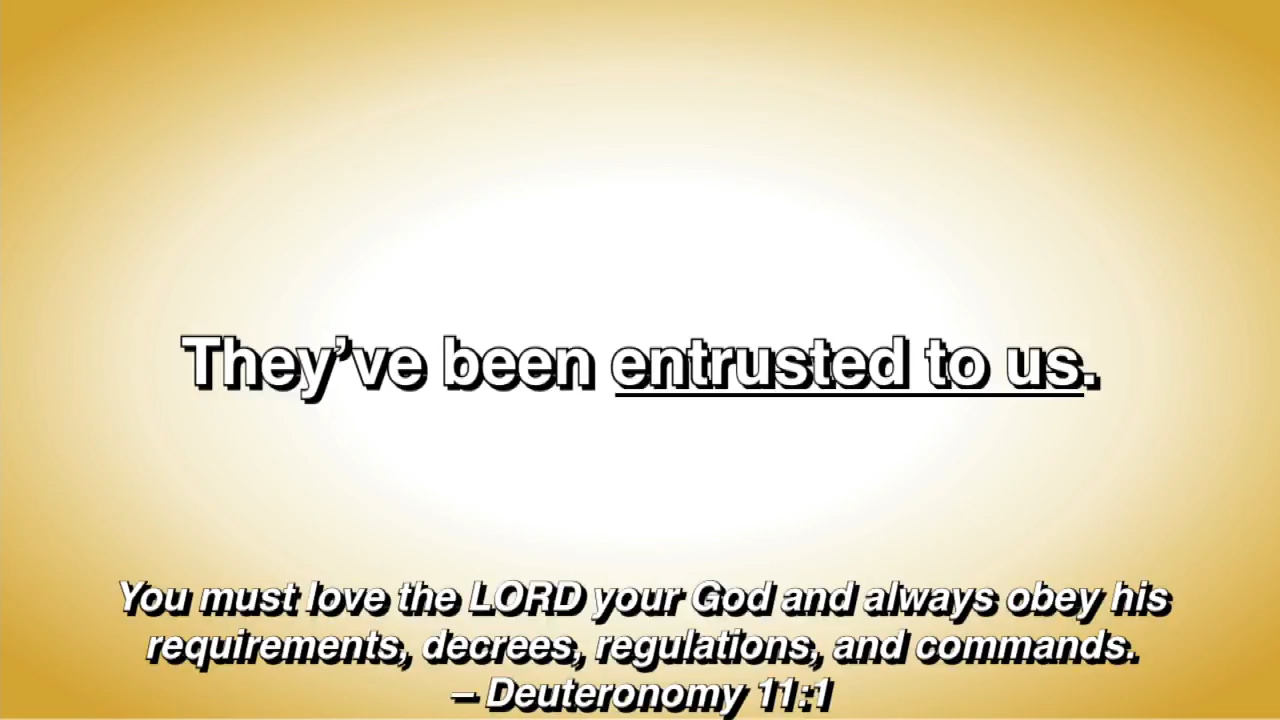 They’ve been entrusted to us.
You must love the LORD your God and always obey his
requirements, decrees, regulations, and commands.
– Deuteronomy 11:1